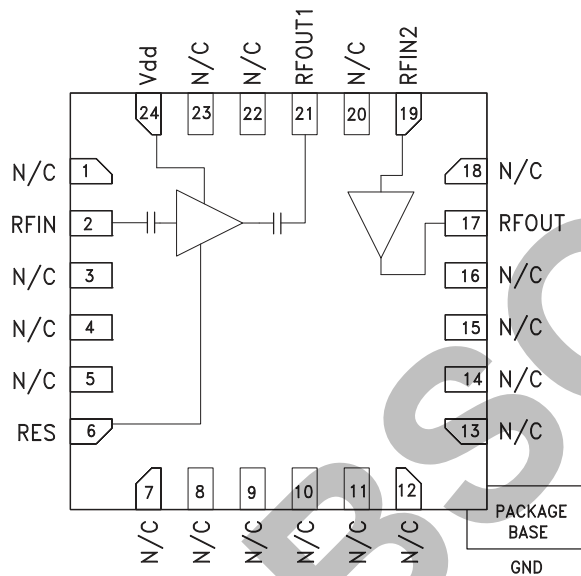 Vdd
N/C
N/C
RFOUT1
N/C
RFIN2
24
23
22
21
20
19
N/C 1
18 N/C
RFIN 2
17 RFOUT
N/C 3
16 N/C
N/C 4
15 N/C
N/C 5
14 N/C
RES 6
13 N/C
7
8
9
10
11
12
N/C
N/C
N/C
N/C
N/C
N/C
PACKAGE
BASE
GND
BSO